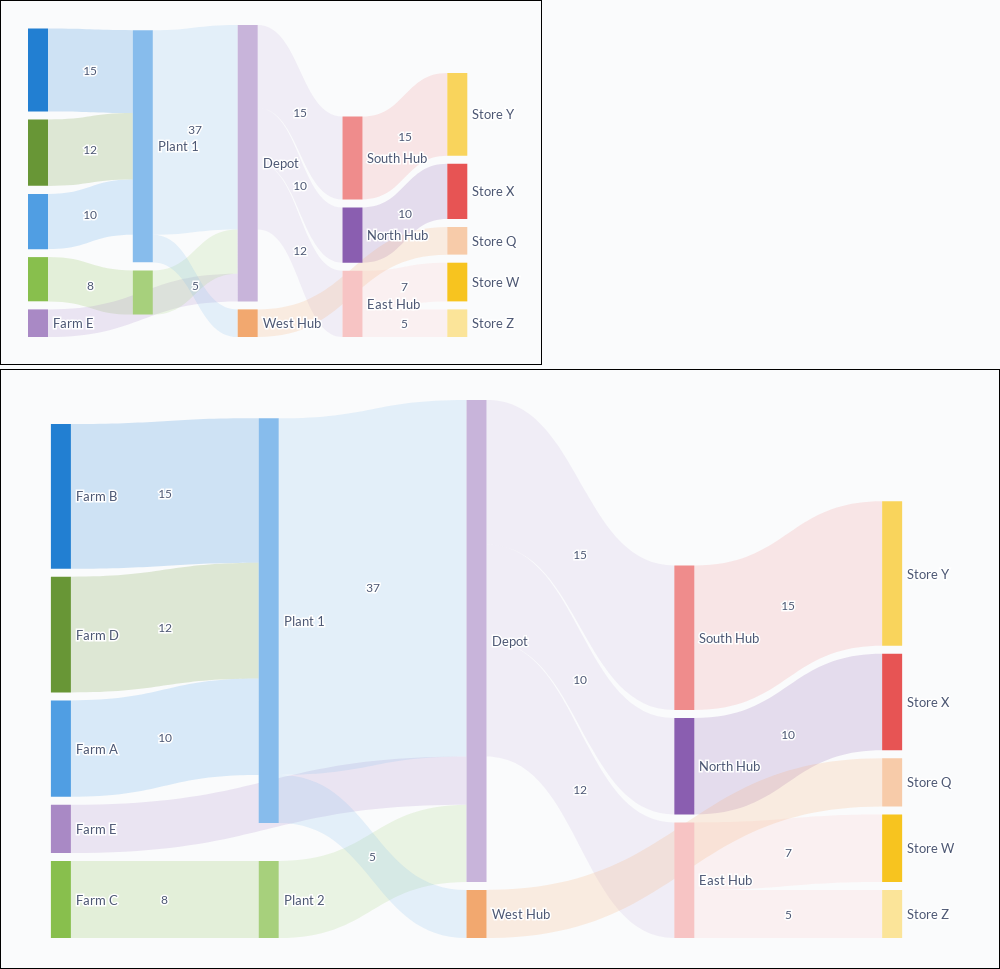 15
12
10
8
Farm E
Plant 1
37
5
Depot
West Hub
15
10
12
South Hub
North Hub
East Hub
15
10
7
5
Store Y
Store X
Store Q
Store W
Store Z
Farm B
Farm D
Farm A
Farm E
Farm C
15
12
10
8
Plant 1
Plant 2
37
5
Depot
West Hub
15
10
12
South Hub
North Hub
East Hub
15
10
7
5
Store Y
Store X
Store Q
Store W
Store Z